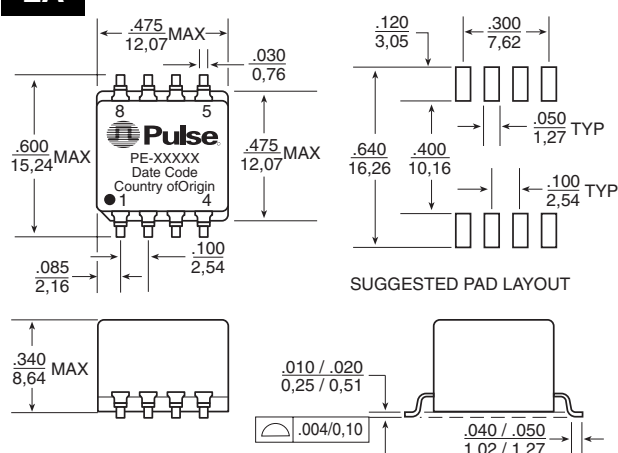 .475
12,07 MAX
.030
0,76
8 5
Pulse
PE-XXXXX
Date Code
Country ofOrigin
1 4
.600
15,24 MAX
.475
12,07 MAX
.085
2,16
.100
2,54
.120
3,05
.300
7,62
.050
1,27 TYP
.640
16,26
.400
10,16
.100
2,54 TYP
SUGGESTED PAD LAYOUT
.340
8,64 MAX
.010 / .020
0,25 / 0,51
.004/0,10
.040 / .050
1,02 / 1,27